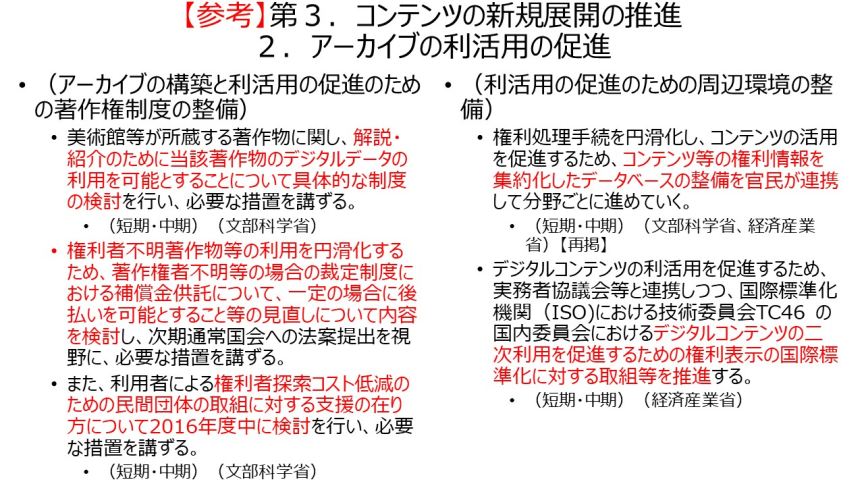 【参考】第３．コンテンツの新規展開の推進
２．アーカイブの利活用の促進
• （アーカイブの構築と利活用の促進のため
の著作権制度の整備）
• 美術館等が所蔵する著作物に関し、解説・
紹介のために当該著作物のデジタルデータの
利用を可能とすることについて具体的な制度
の検討を行い、必要な措置を講ずる。
• （短期・中期）（文部科学省）
• 権利者不明著作物等の利用を円滑化する
ため、著作権者不明等の場合の裁定制度に
おける補償金供託について、一定の場合に後
払いを可能とすること等の見直しについて内容
を検討し、次期通常国会への法案提出を視
野に、必要な措置を講ずる。
• また、利用者による権利者探索コスト低減の
ための民間団体の取組に対する支援の在り
方について2016年度中に検討を行い、必要
な措置を講ずる。
• （短期・中期）（文部科学省）
• （利活用の促進のための周辺環境の整
備）
• 権利処理手続を円滑化し、コンテンツの活用
を促進するため、コンテンツ等の権利情報を
集約化したデータベースの整備を官民が連携
して分野ごとに進めていく。
• （短期・中期）（文部科学省、経済産業
省）【再掲】
• デジタルコンテンツの利活用を促進するため、
実務者協議会等と連携しつつ、国際標準化
機関（ISO)における技術委員会TC46 の
国内委員会におけるデジタルコンテンツの二
次利用を促進するための権利表示の国際標
準化に対する取組等を推進する。
• （短期・中期）（経済産業省）